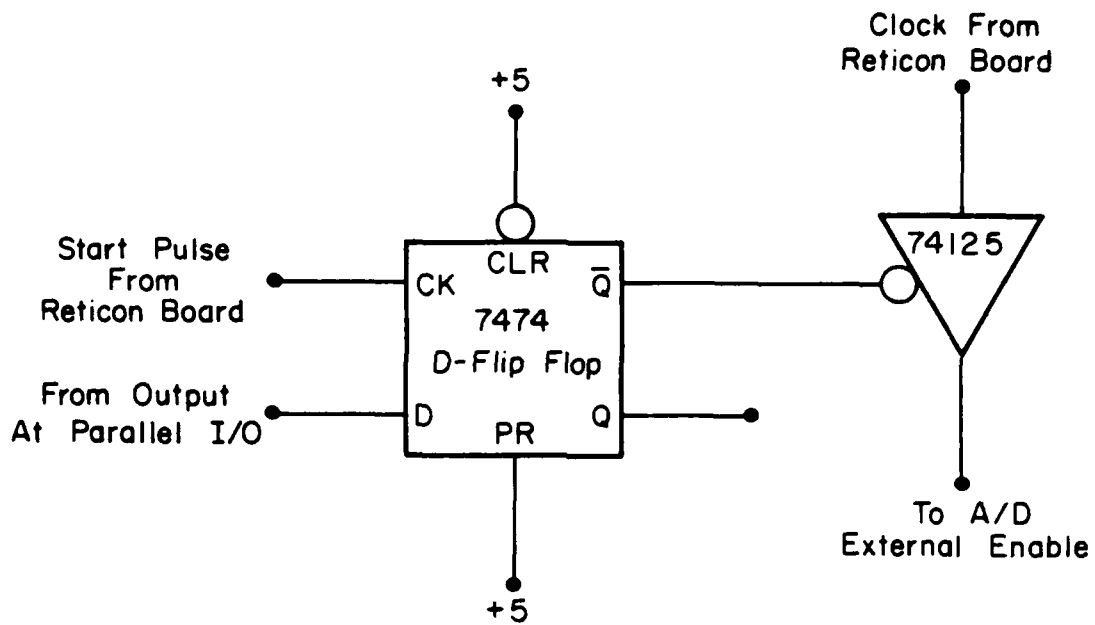 Clock From
Reticon Board
+5
74125
Start Pulse
From
Reticon Board
CLR
CK
Q̅
7474
D-Flip Flop
From Output
At Parallel I/O
D
Q
PR
To A/D
External Enable
+5